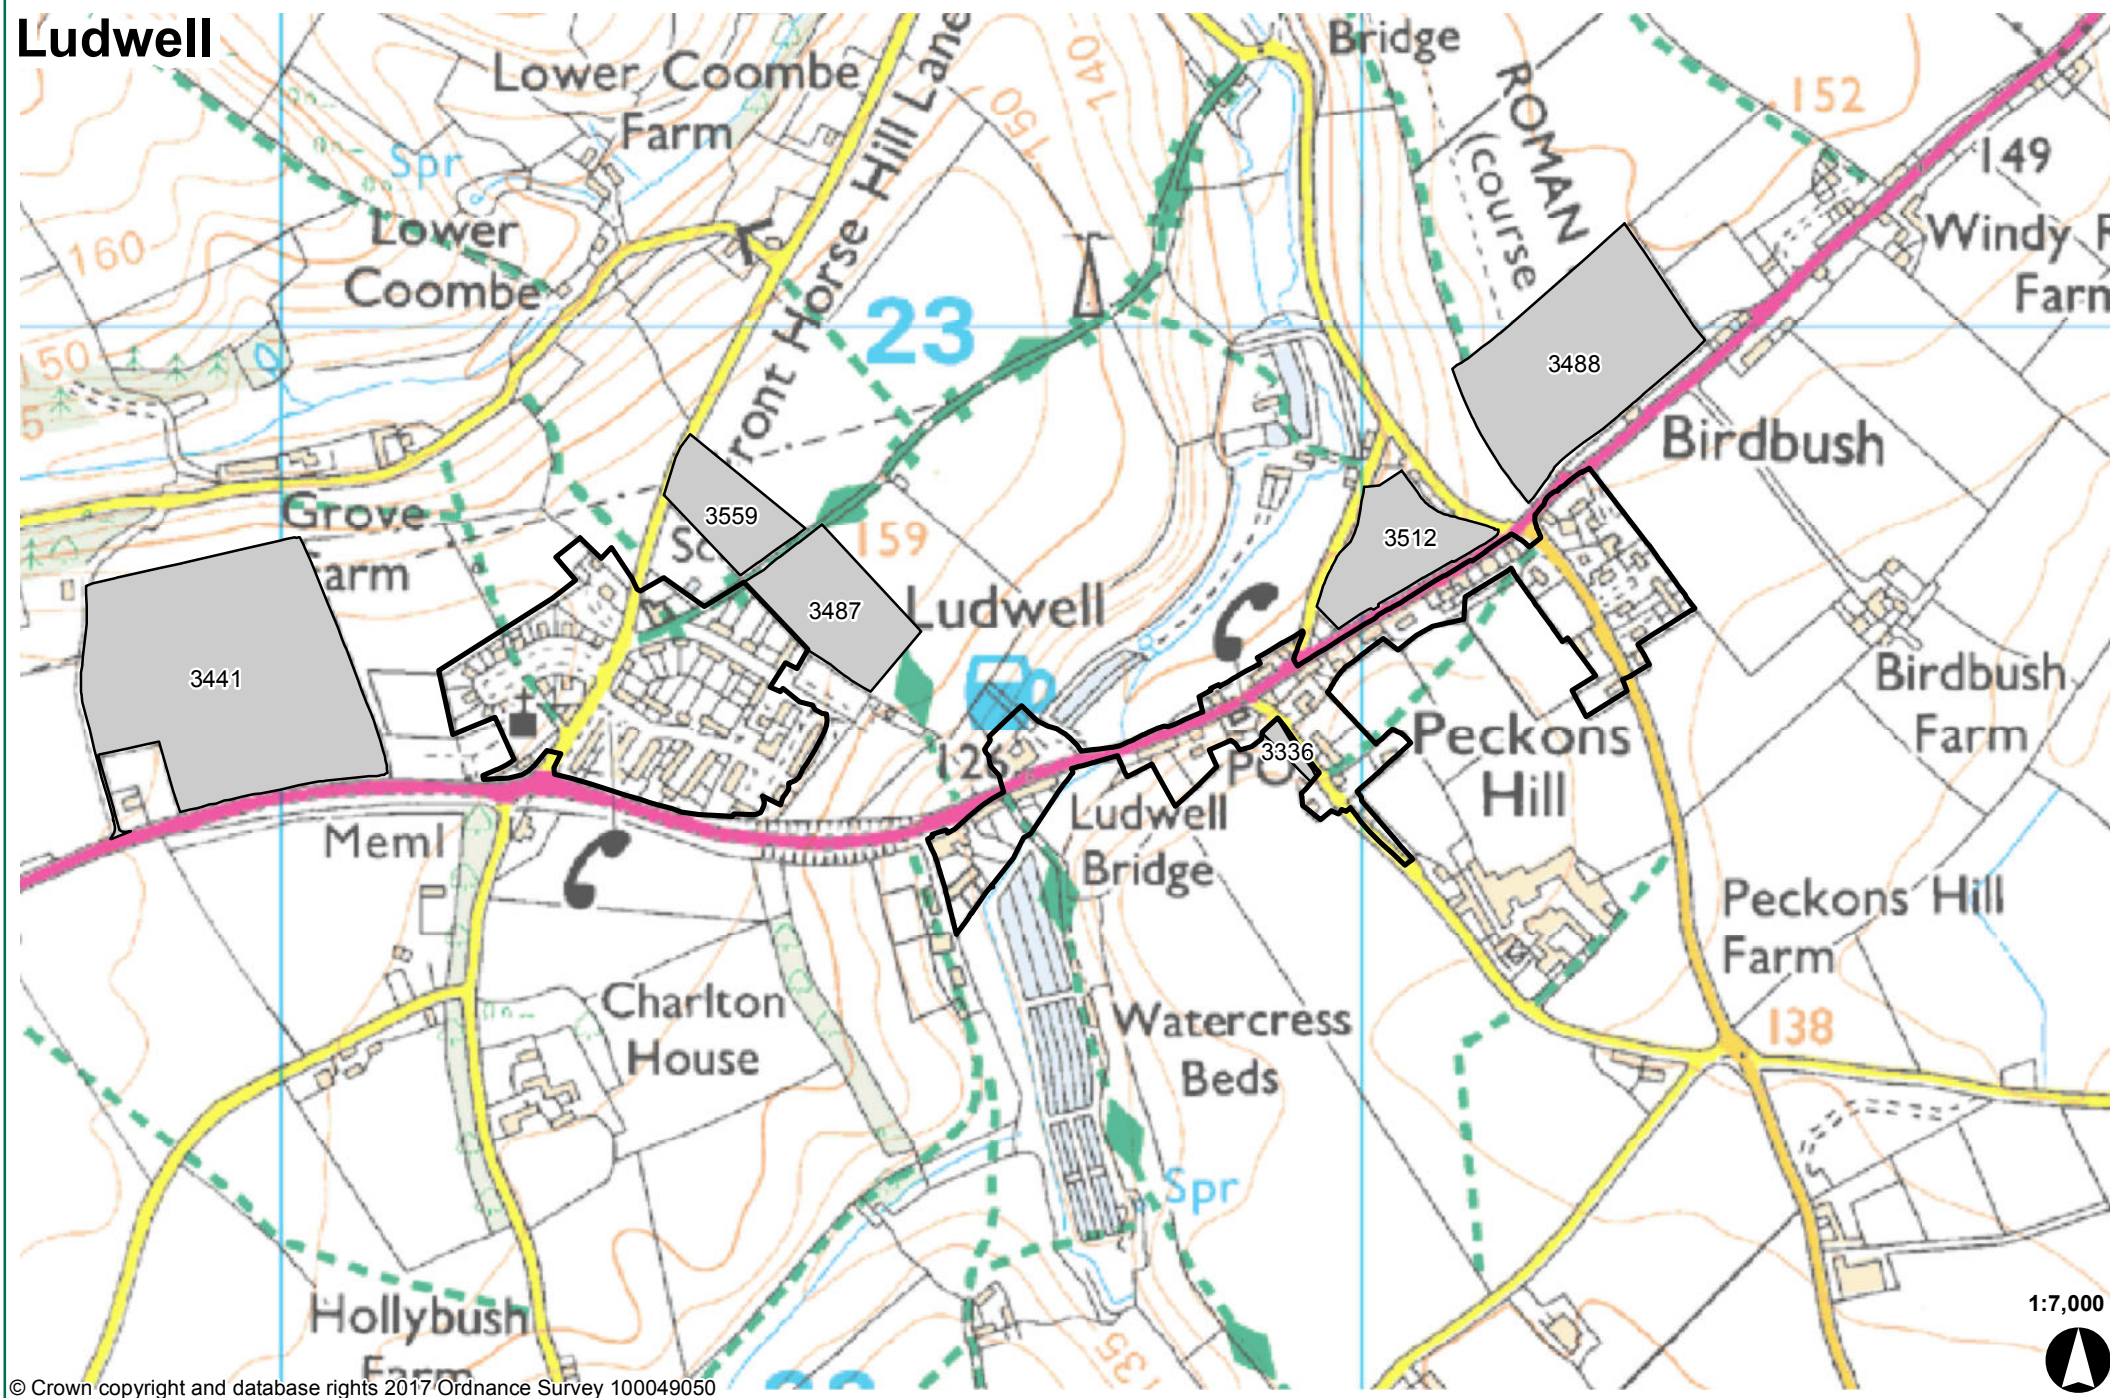 Ludwell
Bridge
Lower Coombe
Farm
Front Horse Hill Lane
140
150
ROMAN
(course
152
149
Spr
Lower
Coombe
160
Windy
Farm
23
150
5
3488
Birdbush
Grove
Farm
3559
159
3512
3487
Ludwell
3441
Birdbush
Farm
Peckons
Hill
126
3336
PO
Meml
Ludwell
Bridge
Peckons Hill
Farm
Charlton
House
Watercress
Beds
138
Spr
Hollybush
Farm
135
1:7,000
© Crown copyright and database rights 2017 Ordnance Survey 100049050